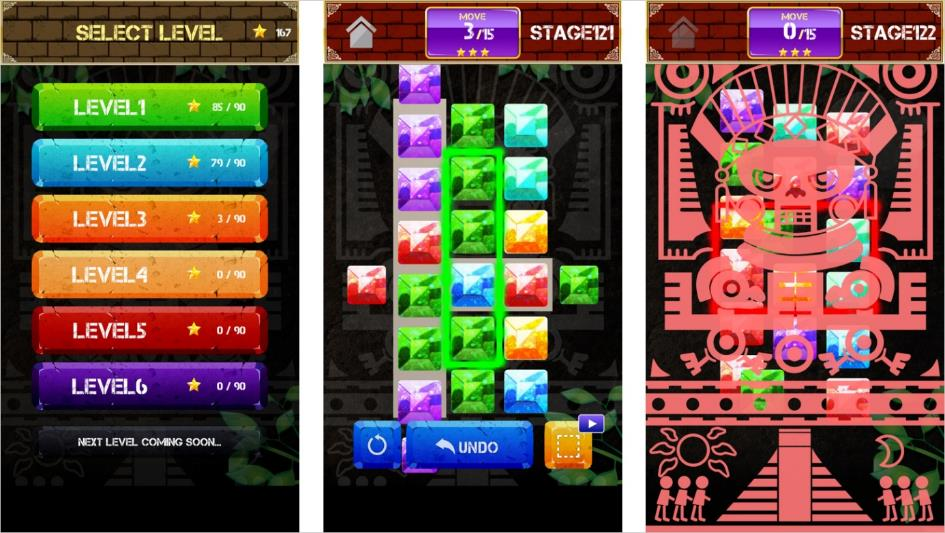 SELECT LEVEL 167
LEVEL1 85 / 90
LEVEL2 79 / 90
LEVEL3 3 / 90
LEVEL4 0 / 90
LEVEL5 0 / 90
LEVEL6 0 / 90
NEXT LEVEL COMING SOON...
MOVE
3 /15
STAGE121
UNDO
MOVE
0 /15
STAGE122